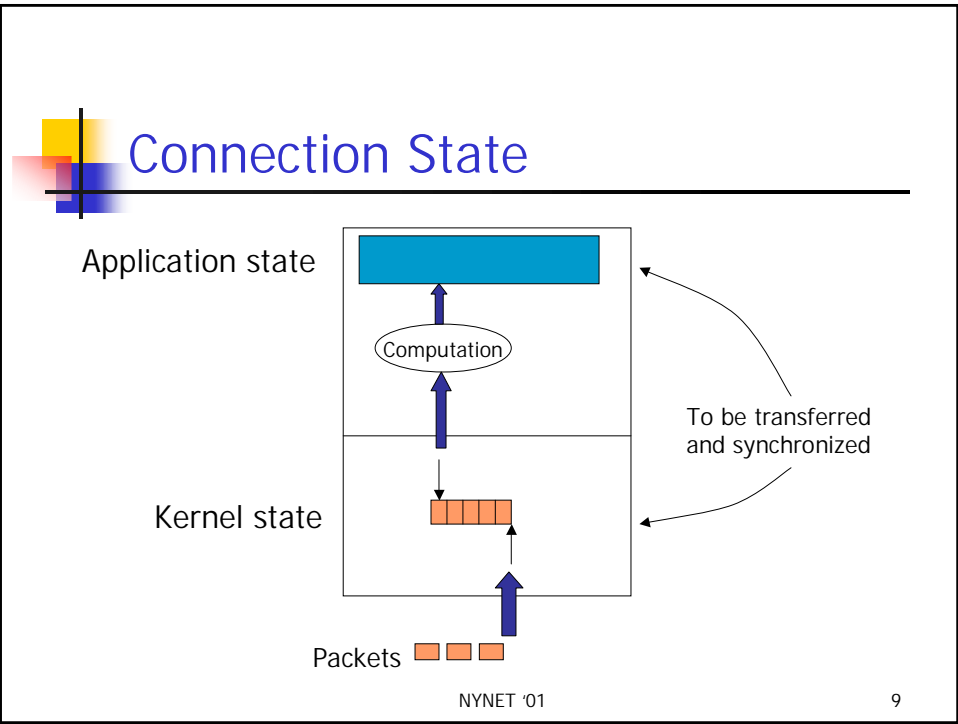 Connection State
Application state
Computation
To be transferred
and synchronized
Kernel state
Packets
NYNET ‘01
9